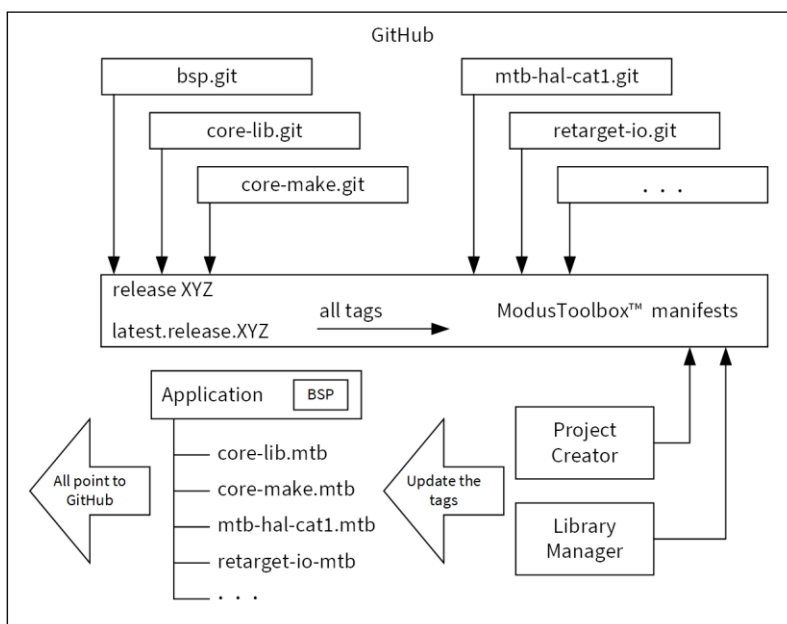 GitHub
bsp.git
core-lib.git
core-make.git
mtb-hal-cat1.git
retarget-io.git
. . .
release XYZ
latest.release.XYZ
all tags
ModusToolbox™ manifests
Application
BSP
core-lib.mtb
core-make.mtb
mtb-hal-cat1.mtb
retarget-io-mtb
. . .
All point to
GitHub
Update the
tags
Project
Creator
Library
Manager